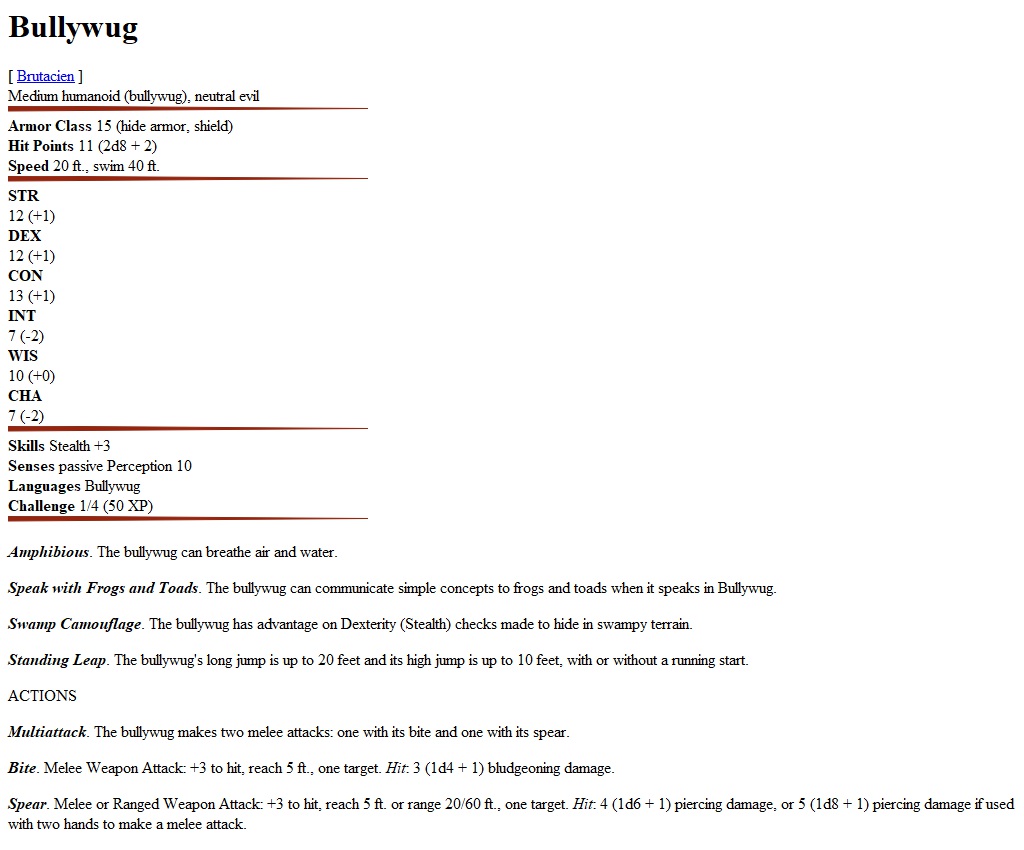 Bullywug
[ Brutacien ]
Medium humanoid (bullywug), neutral evil
Armor Class 15 (hide armor, shield)
Hit Points 11 (2d8 + 2)
Speed 20 ft., swim 40 ft.
STR
12 (+1)
DEX
12 (+1)
CON
13 (+1)
INT
7 (-2)
WIS
10 (+0)
CHA
7 (-2)
Skills Stealth +3
Senses passive Perception 10
Languages Bullywug
Challenge 1/4 (50 XP)
Amphibious. The bullywug can breathe air and water.
Speak with Frogs and Toads. The bullywug can communicate simple concepts to frogs and toads when it speaks in Bullywug.
Swamp Camouflage. The bullywug has advantage on Dexterity (Stealth) checks made to hide in swampy terrain.
Standing Leap. The bullywug's long jump is up to 20 feet and its high jump is up to 10 feet, with or without a running start.
ACTIONS
Multiattack. The bullywug makes two melee attacks: one with its bite and one with its spear.
Bite. Melee Weapon Attack: +3 to hit, reach 5 ft., one target. Hit: 3 (1d4 + 1) bludgeoning damage.
Spear. Melee or Ranged Weapon Attack: +3 to hit, reach 5 ft. or range 20/60 ft., one target. Hit: 4 (1d6 + 1) piercing damage, or 5 (1d8 + 1) piercing damage if used
with two hands to make a melee attack.